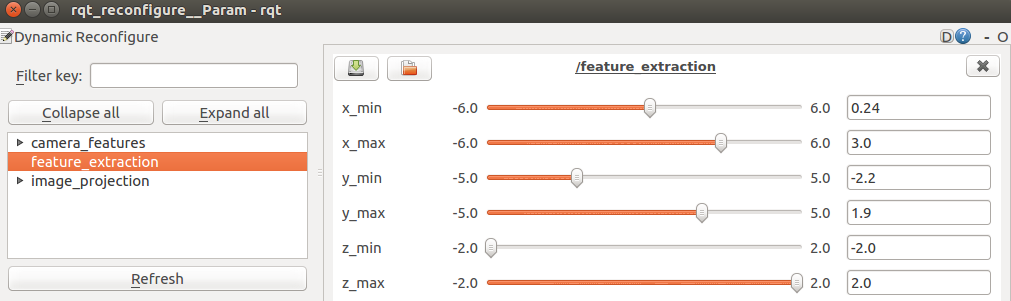 rqt_reconfigure__Param - rqt
Dynamic Reconfigure
D ? - O
Filter key:
Collapse all Expand all
camera_features
feature_extraction
image_projection
Refresh
/feature_extraction
x_min -6.0 6.0 0.24
x_max -6.0 6.0 3.0
y_min -5.0 5.0 -2.2
y_max -5.0 5.0 1.9
z_min -2.0 2.0 -2.0
z_max -2.0 2.0 2.0